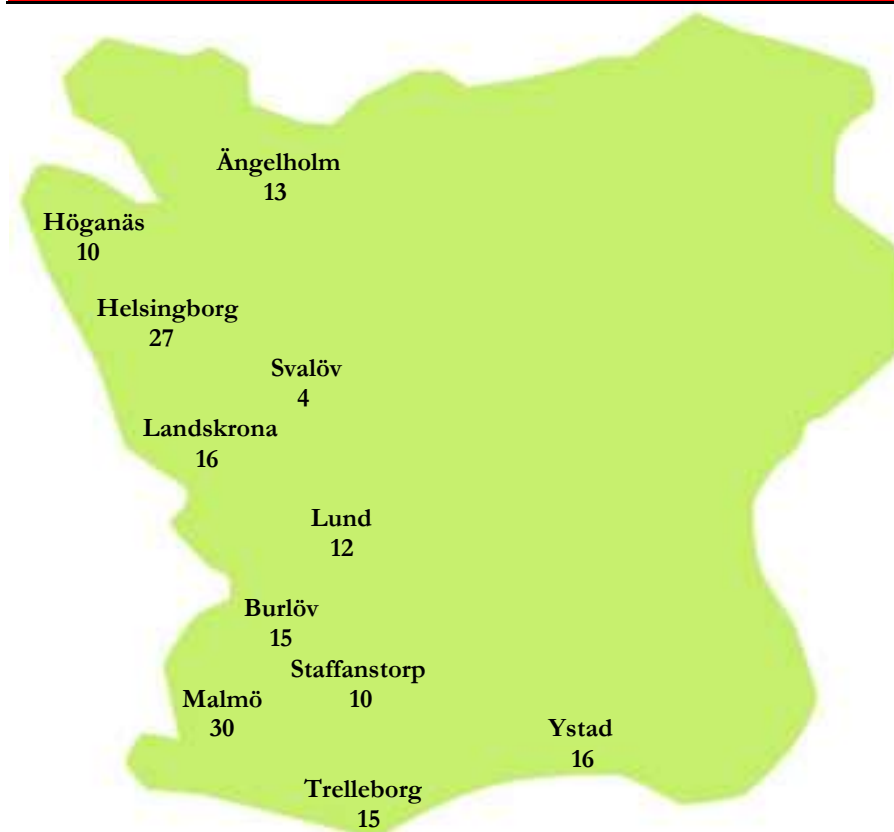 Ängelholm
13
Höganäs
10
Helsingborg
27
Svalöv
4
Landskrona
16
Lund
12
Burlöv
15
Staffanstorp
10
Malmö
30
Ystad
16
Trelleborg
15